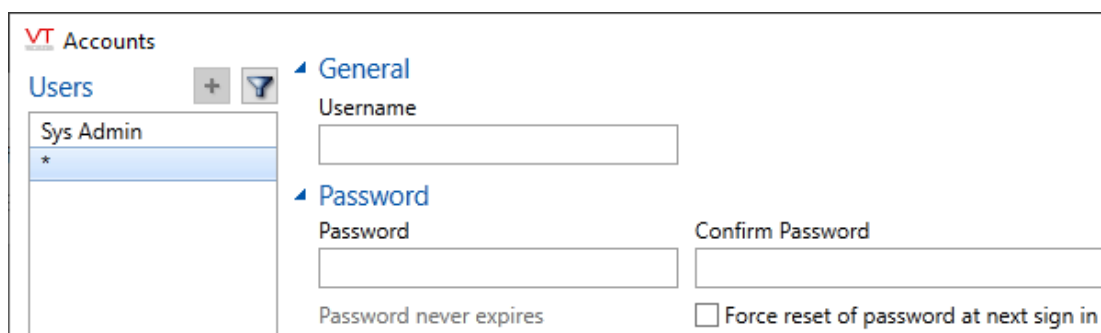 VT Accounts
Users
+
Sys Admin
*
General
Username
Password
Password
Confirm Password
Password never expires
Force reset of password at next sign in